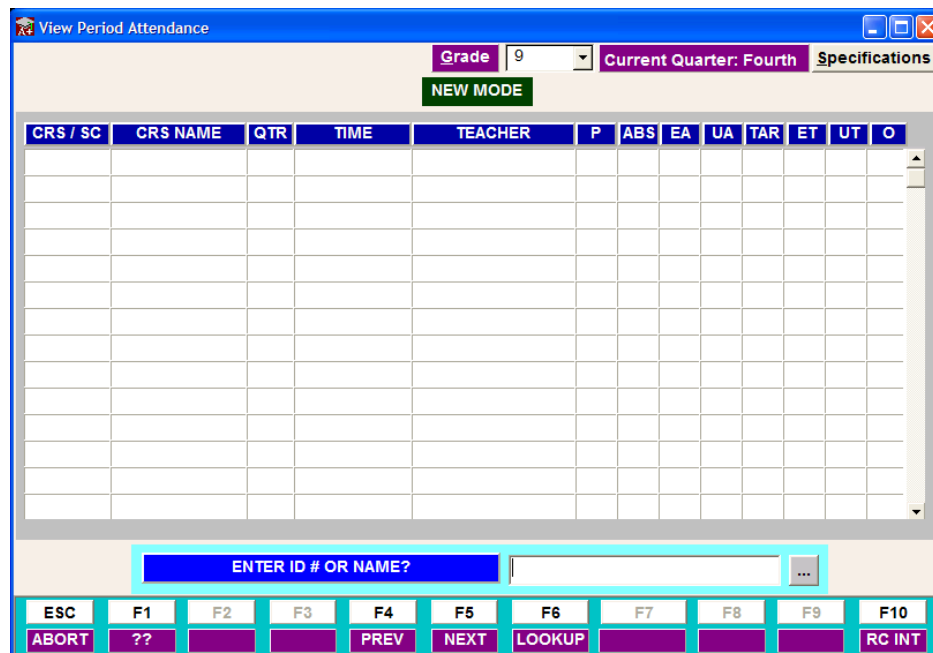 View Period Attendance
Grade 9 Current Quarter: Fourth Specifications
NEW MODE
CRS / SC CRS NAME QTR TIME TEACHER P ABS EA UA TAR ET UT O
ENTER ID # OR NAME? ...
ESC F1 F2 F3 F4 F5 F6 F7 F8 F9 F10
ABORT ?? PREV NEXT LOOKUP RC INT